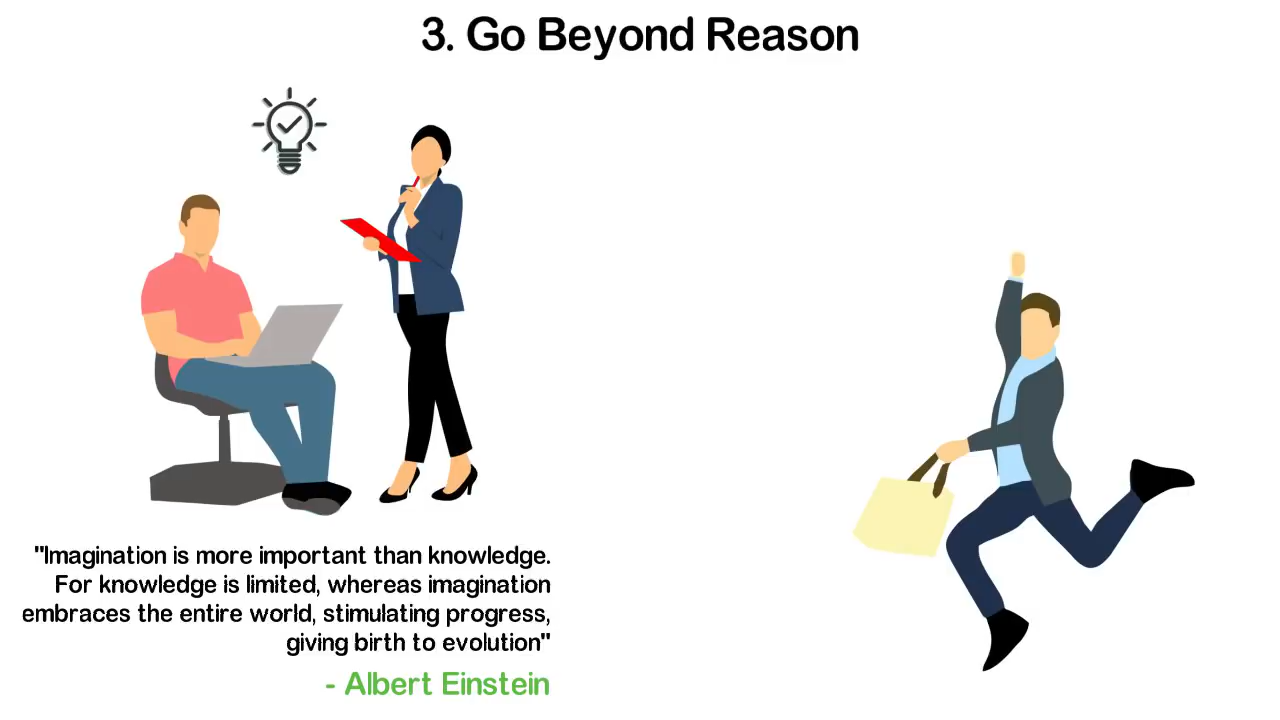 3. Go Beyond Reason
"Imagination is more important than knowledge.
For knowledge is limited, whereas imagination
embraces the entire world, stimulating progress,
giving birth to evolution"
- Albert Einstein